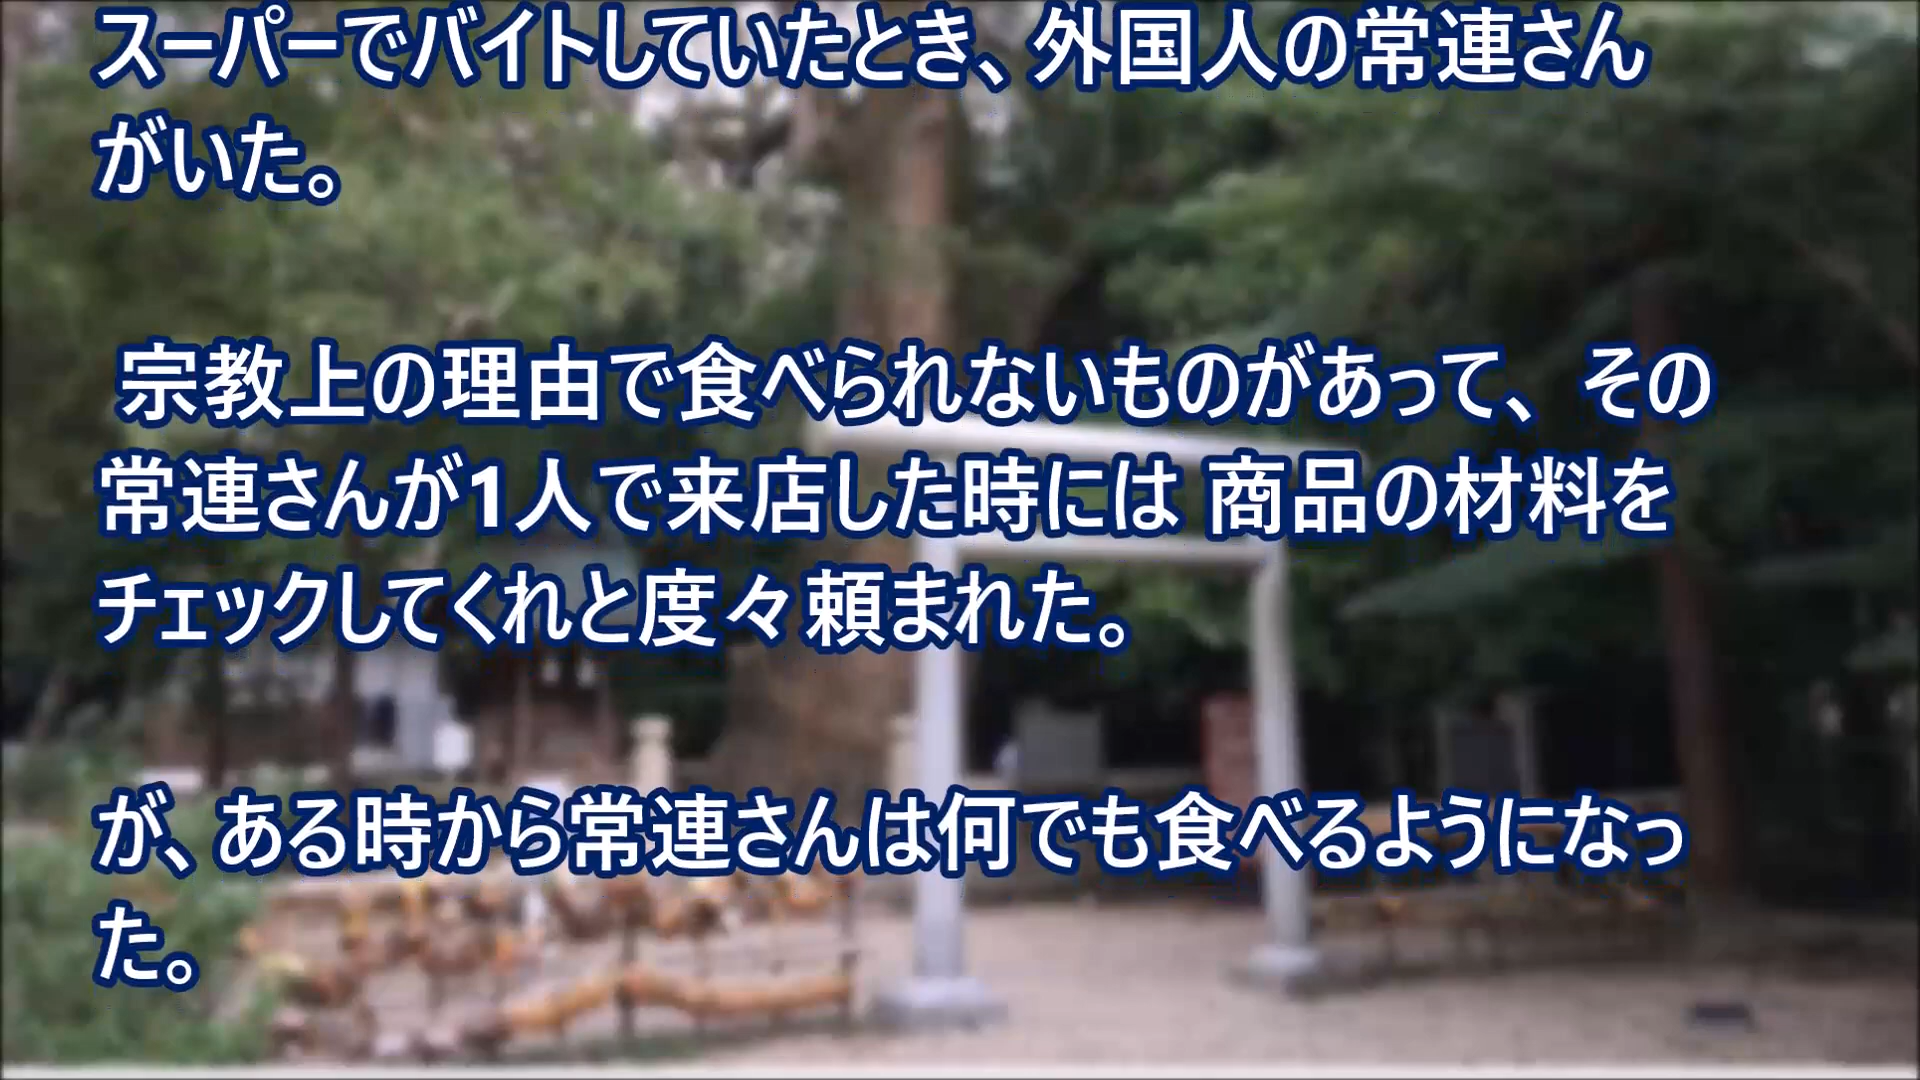 スーパーでバイトしていたとき、外国人の常連さん
がいた。
宗教上の理由で食べられないものがあって、その
常連さんが1人で来店した時には 商品の材料を
チェックしてくれと度々頼まれた。
が、ある時から常連さんは何でも食べるようになっ
た。